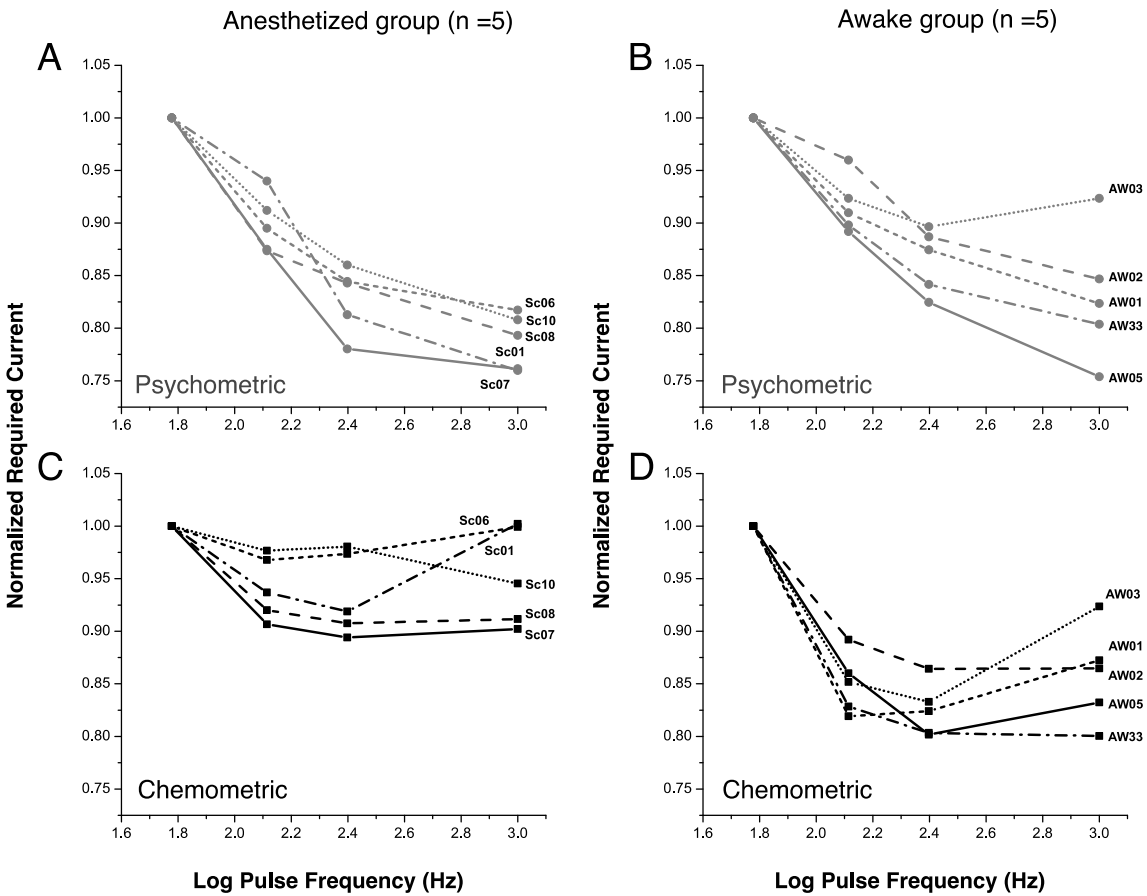 Anesthetized group (n =5)
Awake group (n =5)
A
Normalized Required Current
1.05
1.00
0.95
0.90
0.85
0.80
0.75
Sc06
Sc10
Sc08
Sc01
Sc07
Psychometric
1.6 1.8 2.0 2.2 2.4 2.6 2.8 3.0
B
Normalized Required Current
1.05
1.00
0.95
0.90
0.85
0.80
0.75
AW03
AW02
AW01
AW33
AW05
Psychometric
1.6 1.8 2.0 2.2 2.4 2.6 2.8 3.0
C
1.05
1.00
0.95
0.90
0.85
0.80
0.75
Sc06
Sc01
Sc10
Sc08
Sc07
Chemometric
1.6 1.8 2.0 2.2 2.4 2.6 2.8 3.0
Log Pulse Frequency (Hz)
D
1.05
1.00
0.95
0.90
0.85
0.80
0.75
AW03
AW01
AW02
AW05
AW33
Chemometric
1.6 1.8 2.0 2.2 2.4 2.6 2.8 3.0
Log Pulse Frequency (Hz)